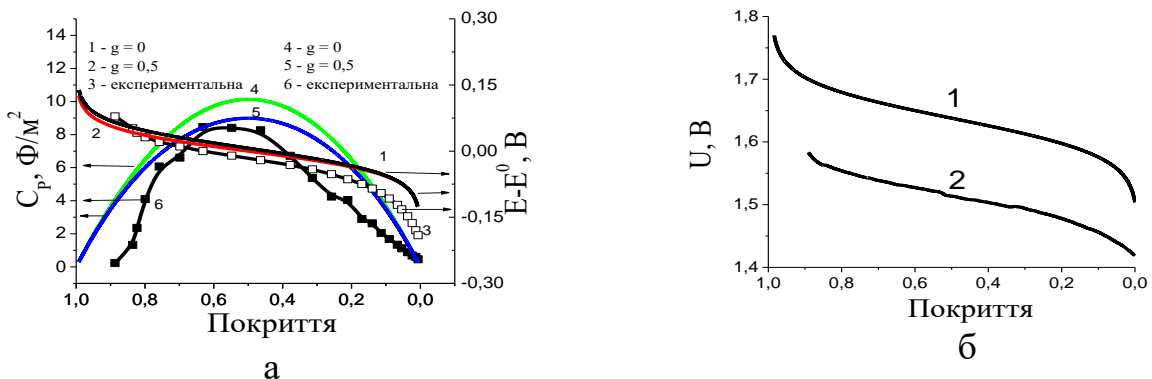 14
12
10
8
6
4
2
0
C_p, Ф/м²
1 - g = 0
2 - g = 0,5
3 - експериментальна
4 - g = 0
5 - g = 0,5
6 - експериментальна
4
5
2
1
6
3
0,30
0,15
0,00
-0,15
-0,30
E-E⁰, В
1,0 0,8 0,6 0,4 0,2 0,0
Покриття
а
1,8
1,7
1,6
1,5
1,4
U, В
1
2
1,0 0,8 0,6 0,4 0,2 0,0
Покриття
б